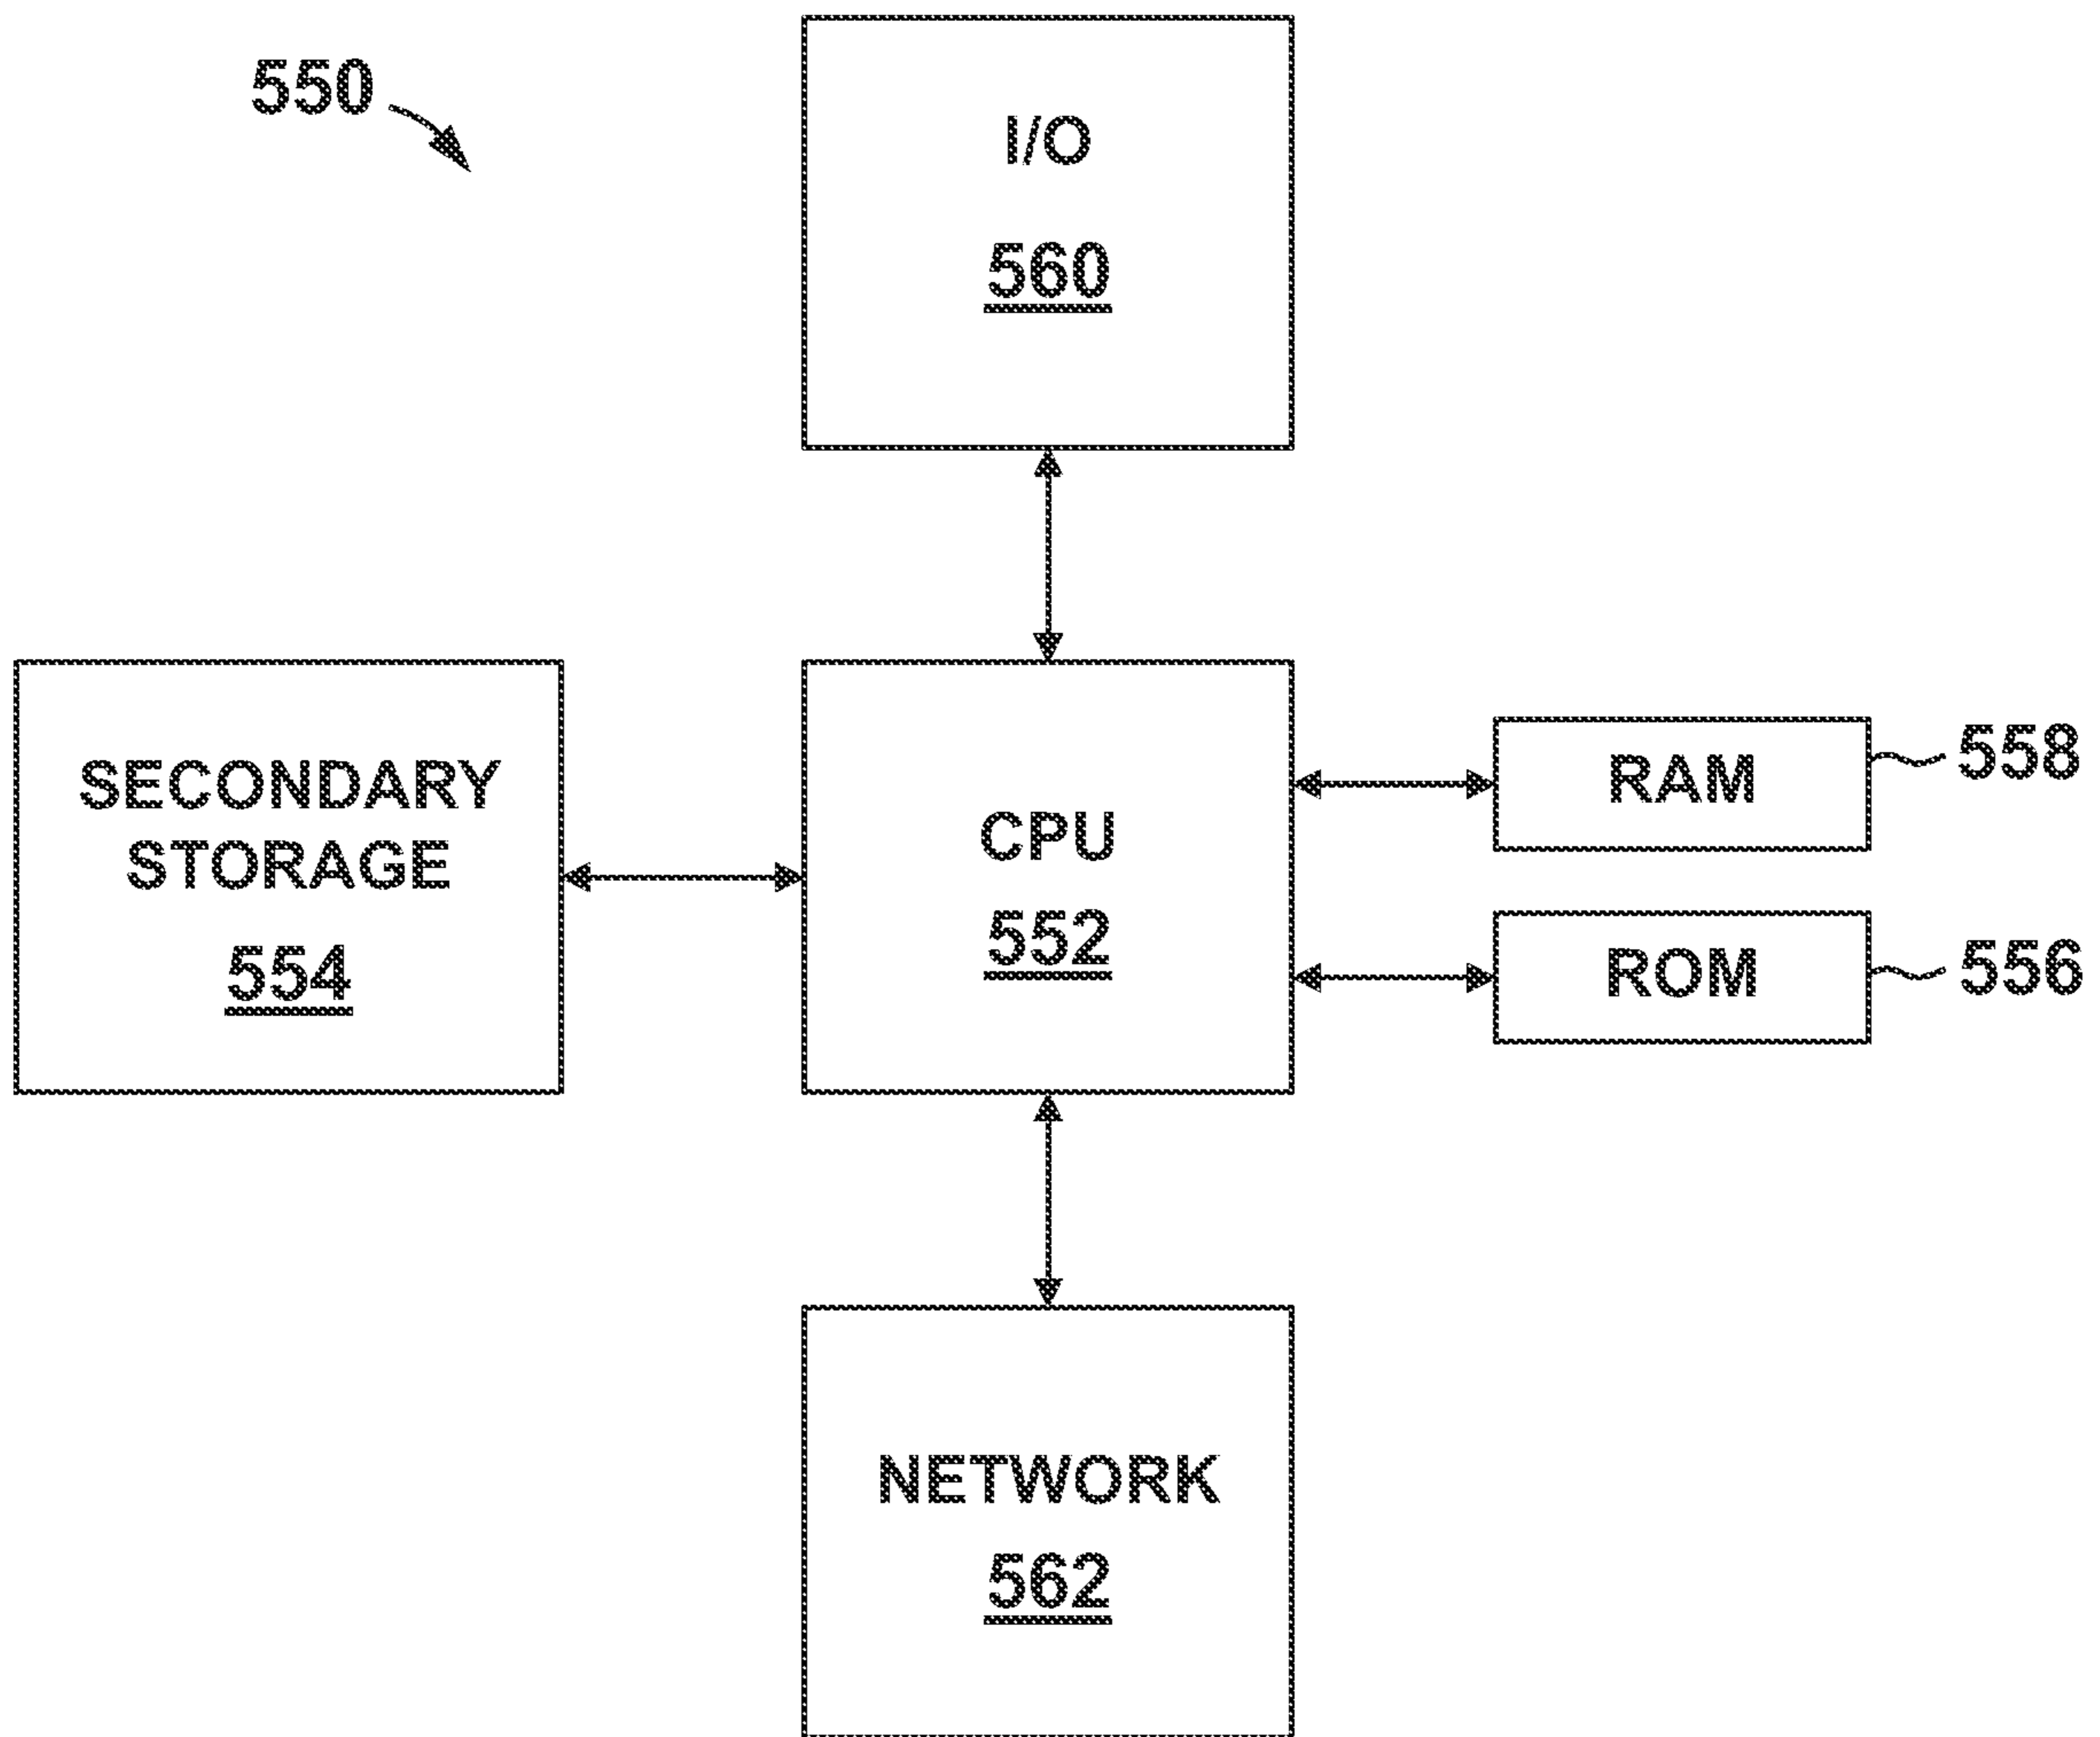 550
I/O
560
SECONDARY
STORAGE
554
CPU
552
RAM
558
ROM
556
NETWORK
562